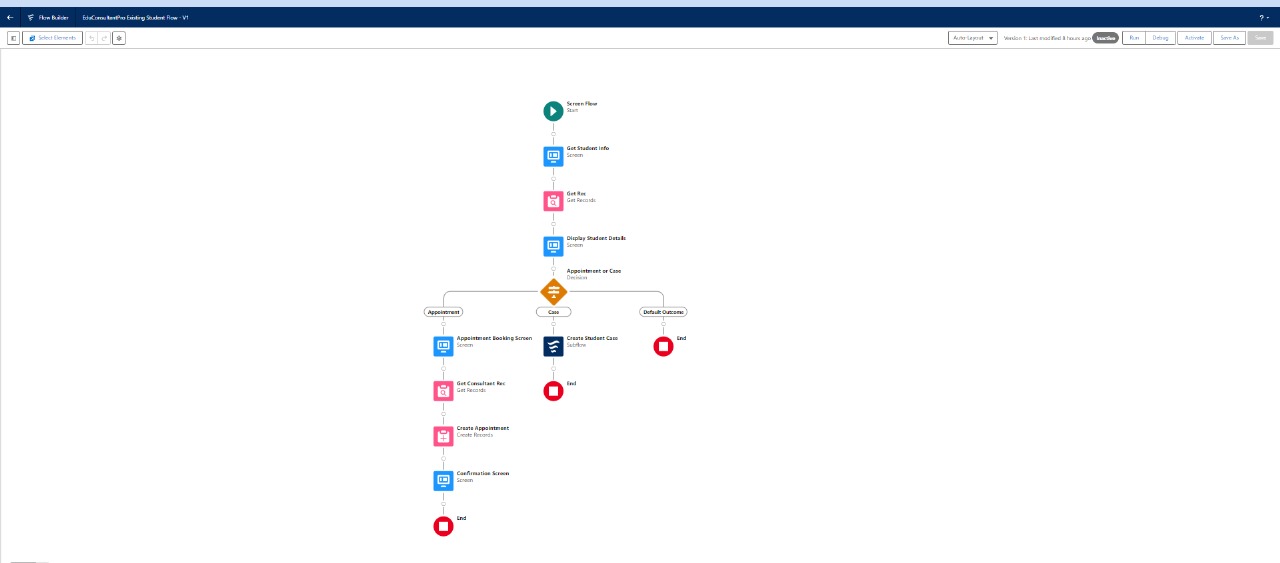 Flow Builder
EduConsultantPro Existing Student Flow - V1
?
Select Elements
Auto-Layout
Version 1: Last modified 8 hours ago
Inactive
Run
Debug
Activate
Save As
Save
Screen Flow
Start
Get Student Info
Screen
Get Rec
Get Records
Display Student Details
Screen
Appointment or Case
Decision
Appointment
Case
Default Outcome
Appointment Booking Screen
Screen
Create Student Case
Subflow
End
Get Consultant Rec
Get Records
End
Create Appointment
Create Records
Confirmation Screen
Screen
End